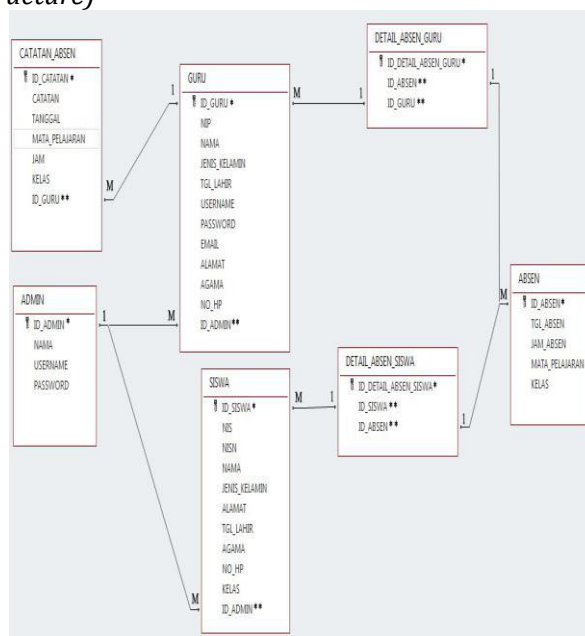 ucture)
CATATAN_ABSEN
ID_CATATAN *
CATATAN
TANGGAL
MATA_PELAJARAN
JAM
KELAS
ID_GURU **
1
M
GURU
ID_GURU *
NIP
NAMA
JENIS_KELAMIN
TGL_LAHIR
USERNAME
PASSWORD
EMAIL
ALAMAT
AGAMA
NO_HP
ID_ADMIN **
M
1
DETAIL_ABSEN_GURU
ID_DETAIL_ABSEN_GURU *
ID_ABSEN **
ID_GURU **
1
M
ABSEN
ID_ABSEN *
TGL_ABSEN
JAM_ABSEN
MATA_PELAJARAN
KELAS
ADMIN
ID_ADMIN *
NAMA
USERNAME
PASSWORD
1
M
M
SISWA
ID_SISWA *
NIS
NISN
NAMA
JENIS_KELAMIN
ALAMAT
TGL_LAHIR
AGAMA
NO_HP
KELAS
ID_ADMIN **
M
1
DETAIL_ABSEN_SISWA
ID_DETAIL_ABSEN_SISWA *
ID_SISWA **
ID_ABSEN **
1